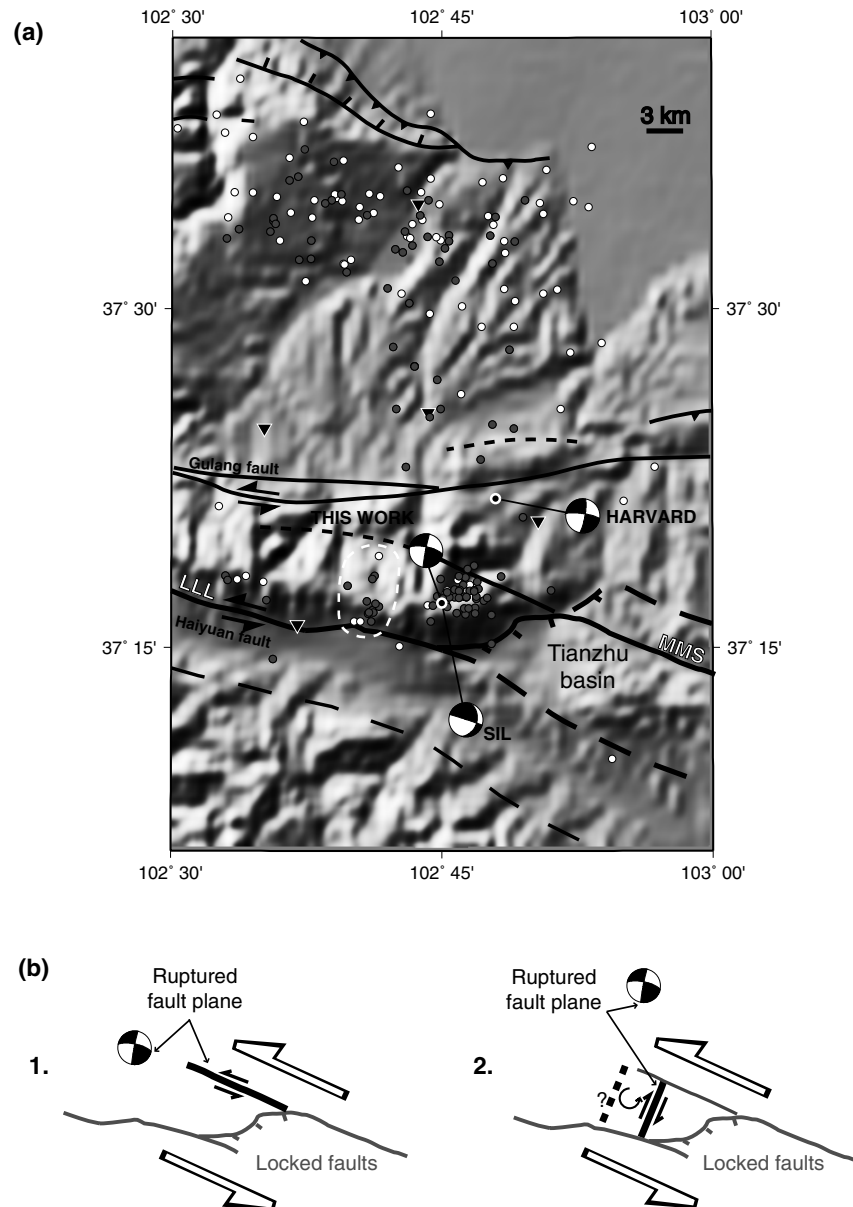 (a)
102˚ 30'
102˚ 45'
103˚ 00'
3 km
37˚ 30'
37˚ 30'
Gulang fault
THIS WORK
HARVARD
LLL
Haiyuan fault
37˚ 15'
Tianzhu
basin
MMS
37˚ 15'
SIL
102˚ 30'
102˚ 45'
103˚ 00'
(b)
Ruptured
fault plane
1.
Locked faults
Ruptured
fault plane
2.
?
Locked faults